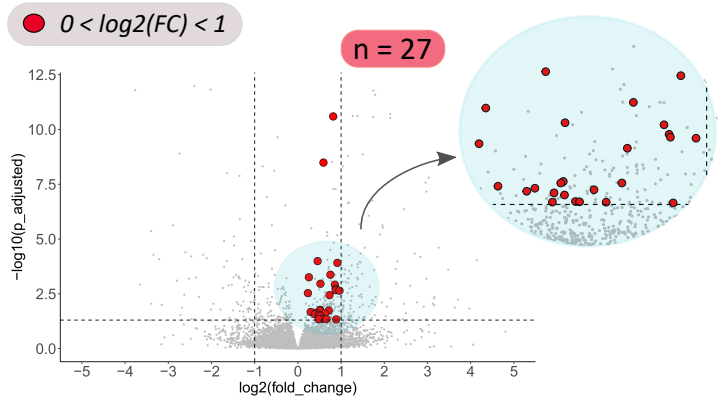 0 < log2(FC) < 1
n = 27
12.5
10.0
7.5
5.0
2.5
0.0
−log10(p_adjusted)
−5 −4 −3 −2 −1 0 1 2 3 4 5
log2(fold_change)